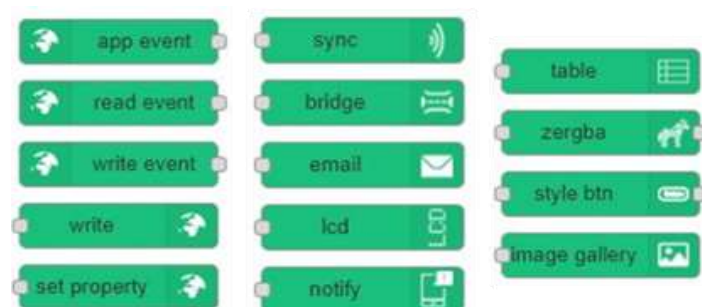 app event
read event
write event
write
set property
sync
bridge
email
lcd
LCD
notify
table
zergba
style btn
image gallery